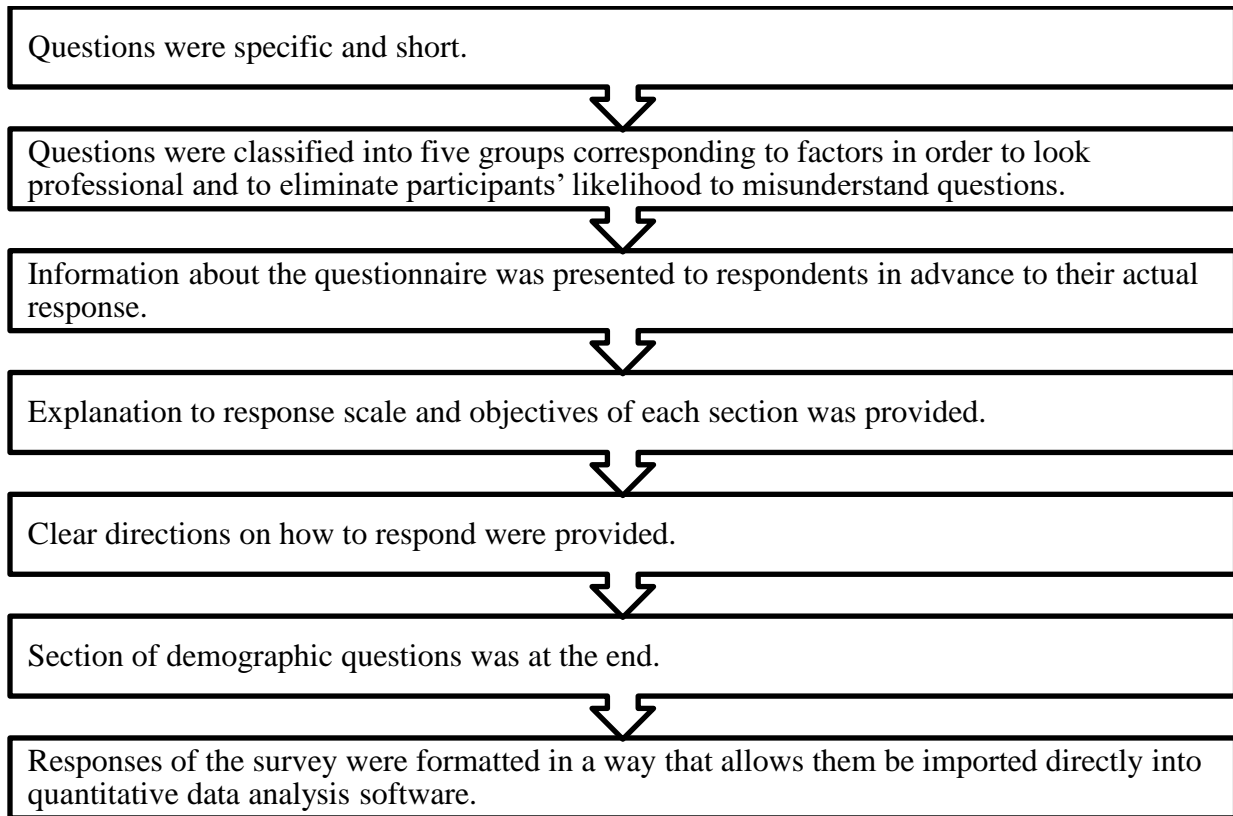 Questions were specific and short.
Questions were classified into five groups corresponding to factors in order to look
professional and to eliminate participants’ likelihood to misunderstand questions.
Information about the questionnaire was presented to respondents in advance to their actual
response.
Explanation to response scale and objectives of each section was provided.
Clear directions on how to respond were provided.
Section of demographic questions was at the end.
Responses of the survey were formatted in a way that allows them be imported directly into
quantitative data analysis software.